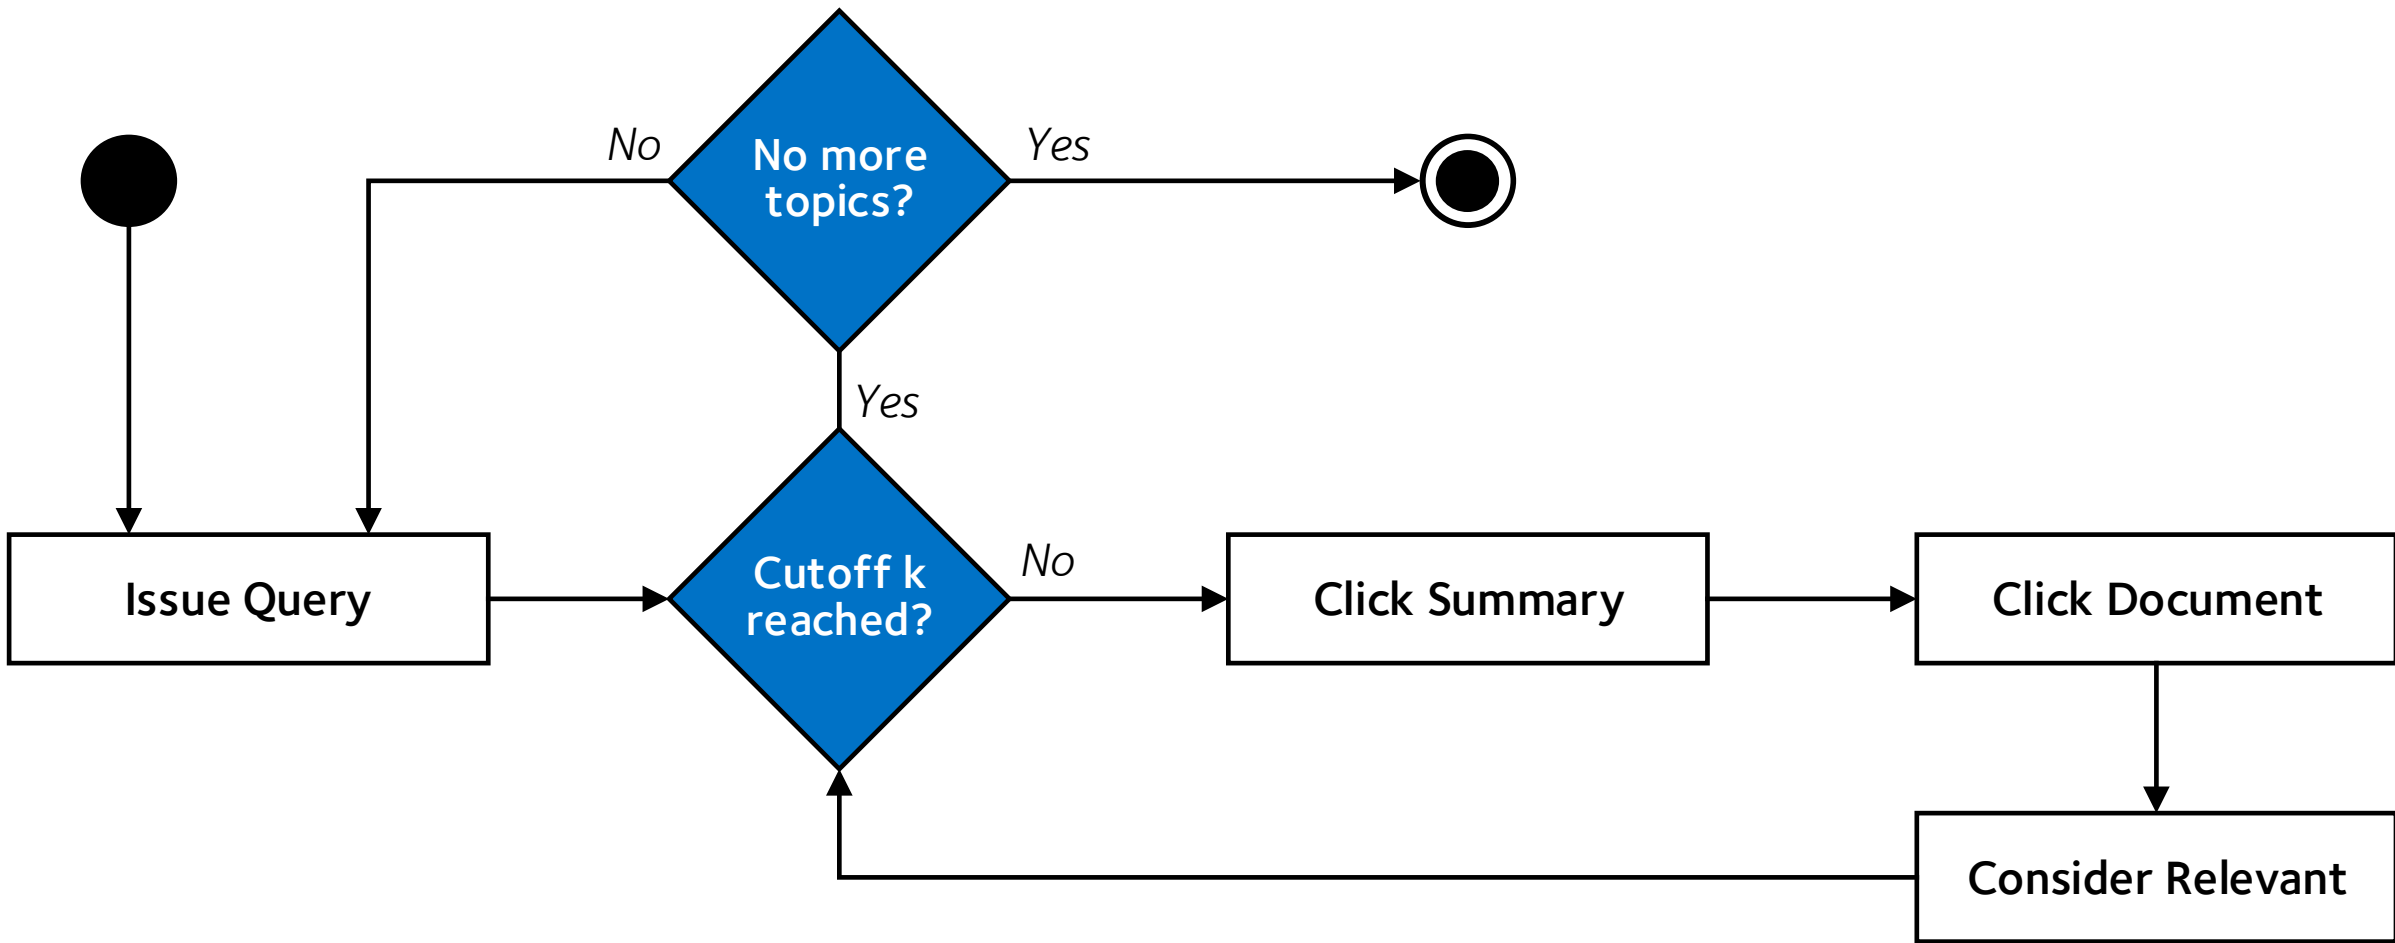 No
No more
topics?
Yes
Yes
Issue Query
Cutoff k
reached?
No
Click Summary
Click Document
Consider Relevant